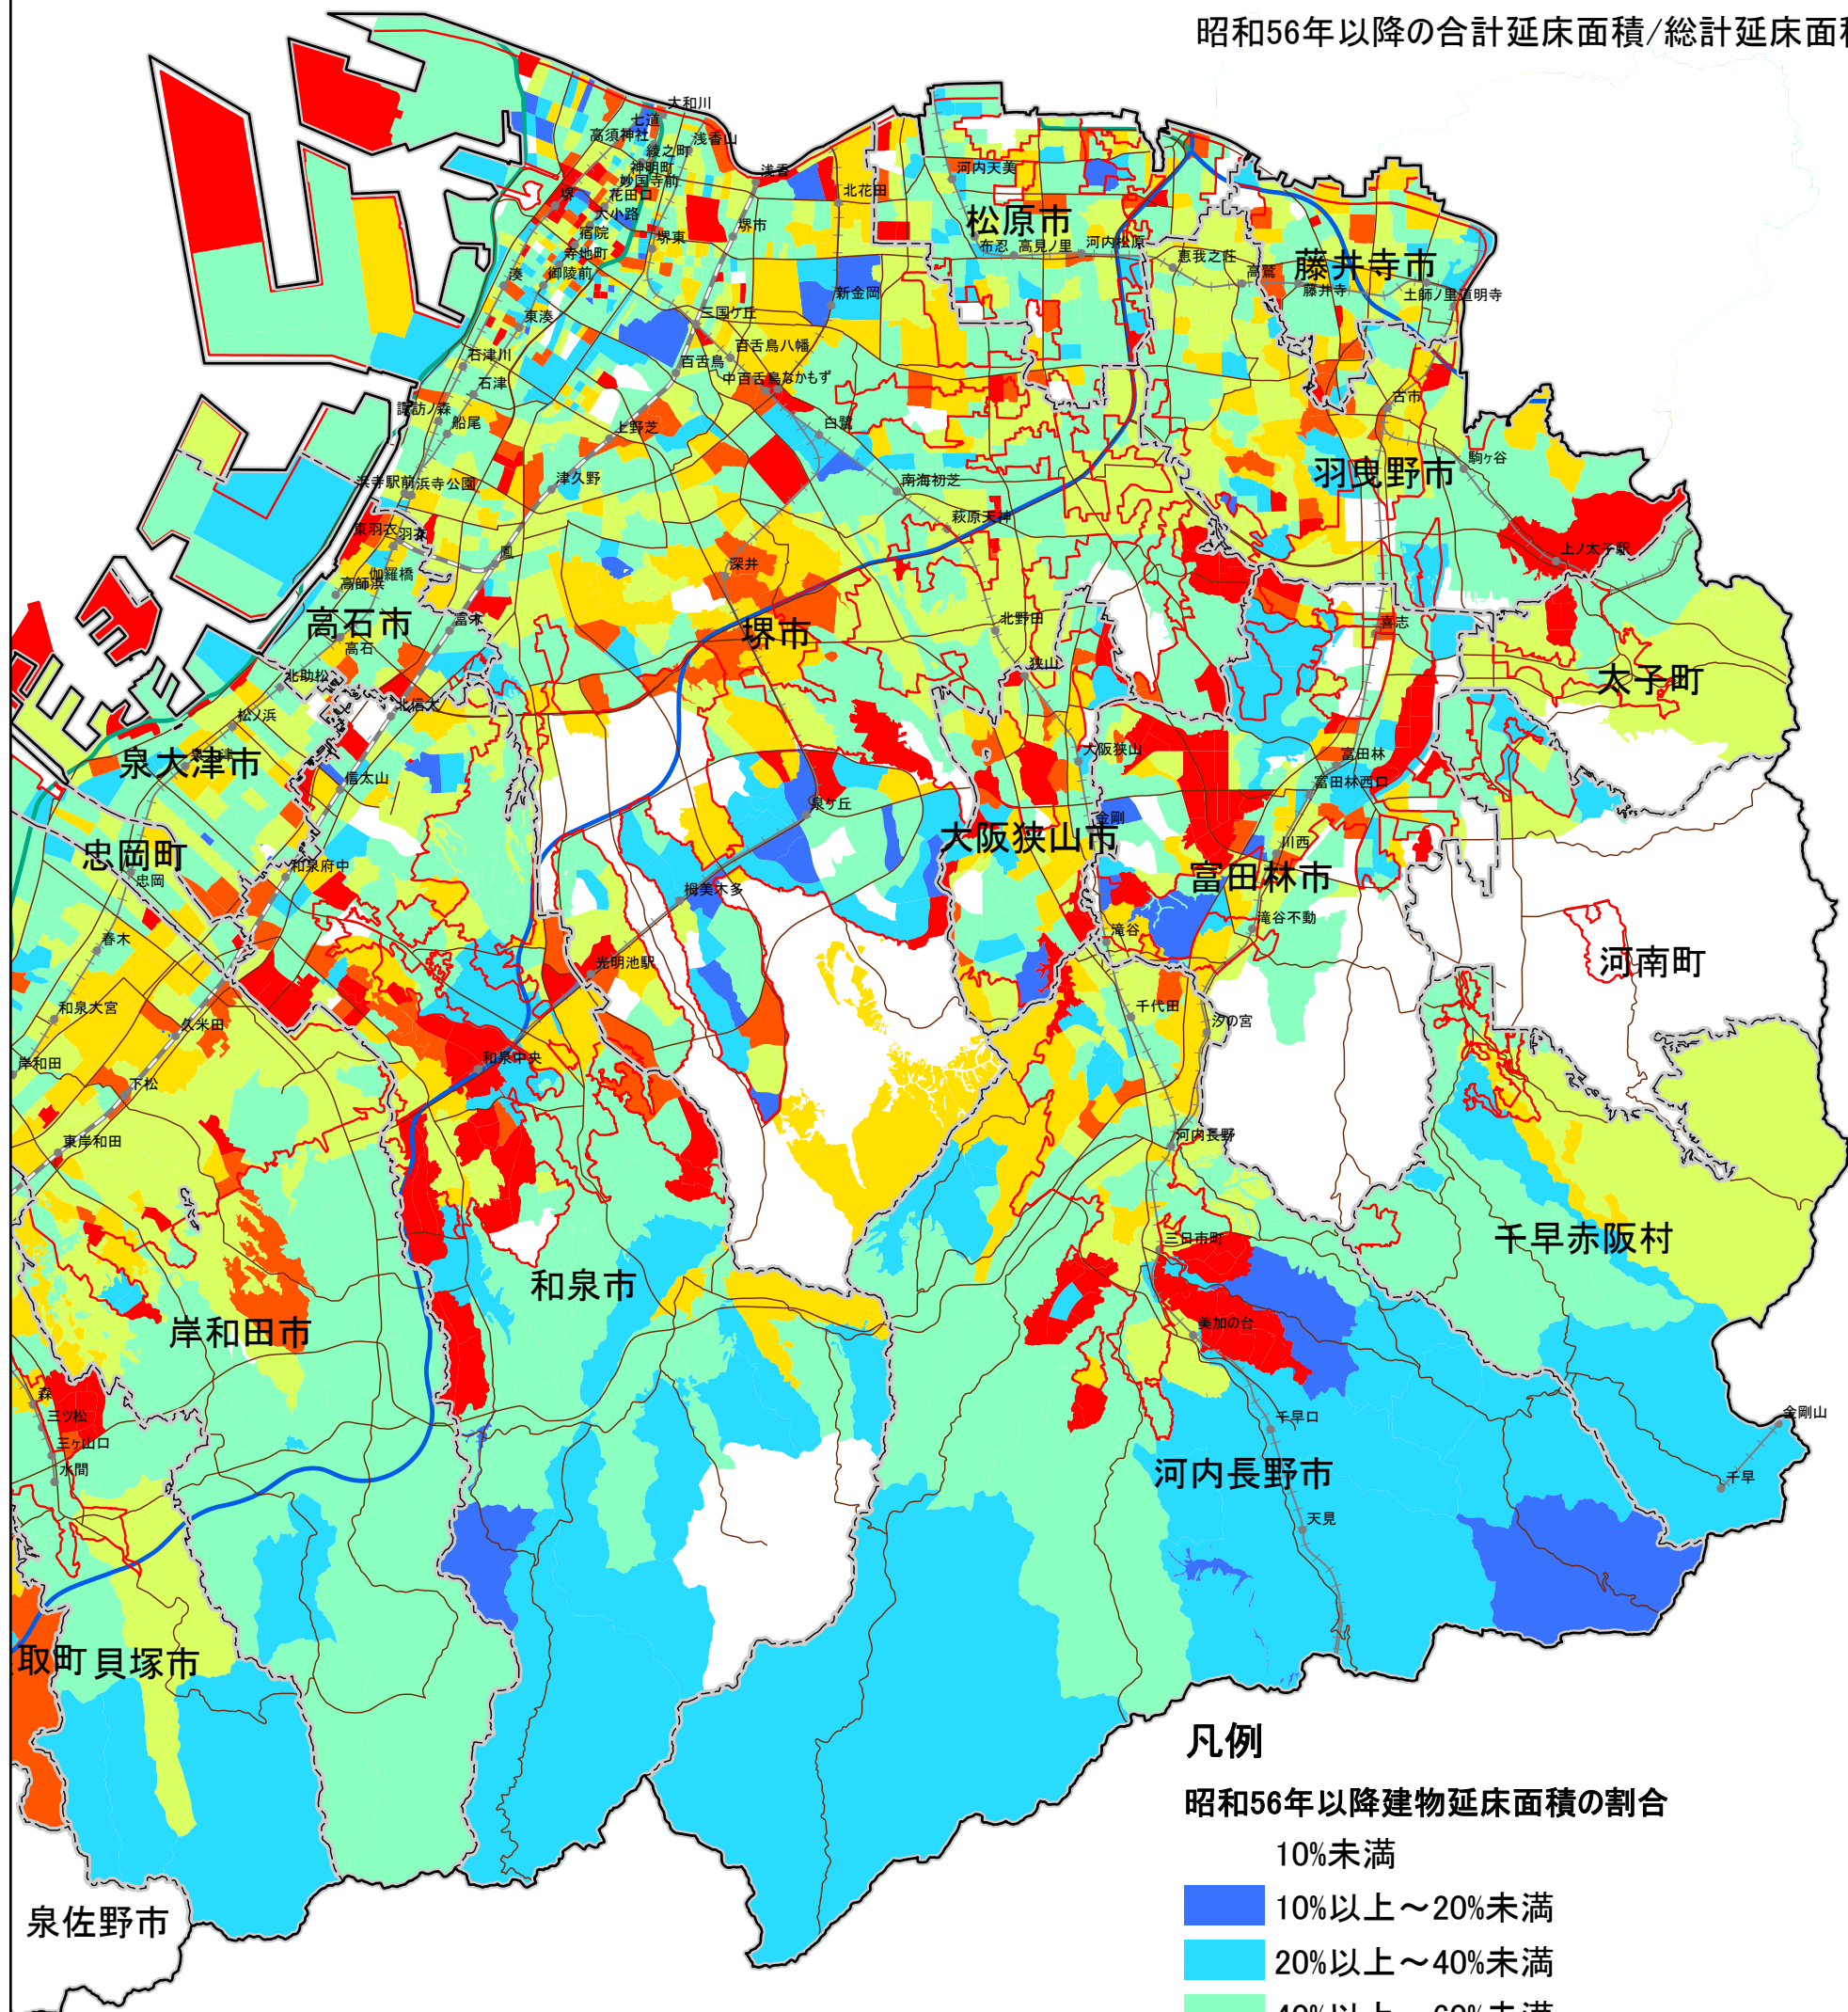 昭和56年以降の合計延床面積/総計延床面
大和川
七道
高須神社
浅香山
綾之町
神明町
妙国寺前
浅香
堺
花田口
北花田
大小路
河内天美
松原市
宿院
堺東
堺市
寺地町
布忍
高見ノ里
河内松原
恵我之荘
藤井寺市
湊
御陵前
高鷲
藤井寺
土師ノ里
道明寺
新金岡
東湊
三国ケ丘
石津川
百舌鳥八幡
百舌鳥
石津
中百舌鳥
なかもず
古市
諏訪ノ森
船尾
上野芝
白鷺
羽曳野市
駒ヶ谷
浜寺駅前
浜寺公園
津久野
南海初芝
萩原天神
東羽衣
羽衣
鳳
上ノ太子駅
伽羅橋
高師浜
深井
高石市
富木
堺市
北野田
喜志
高石
北助松
狭山
太子町
松ノ浜
北信太
泉大津市
信太山
大阪狭山
富田林
富田林西口
泉ケ丘
金剛
大阪狭山市
忠岡町
忠岡
和泉府中
川西
富田林市
栂美木多
滝谷不動
春木
滝谷
光明池駅
河南町
和泉大宮
久米田
千代田
汐の宮
岸和田
和泉中央
下松
東岸和田
河内長野
三日市町
千早赤阪村
和泉市
岸和田市
美加の台
森
三ツ松
千早口
金剛山
三ヶ山口
水間
河内長野市
千早
天見
取町
貝塚市
凡例
昭和56年以降建物延床面積の割合
10%未満
10%以上～20%未満
20%以上～40%未満
泉佐野市
40%以上～60%未満